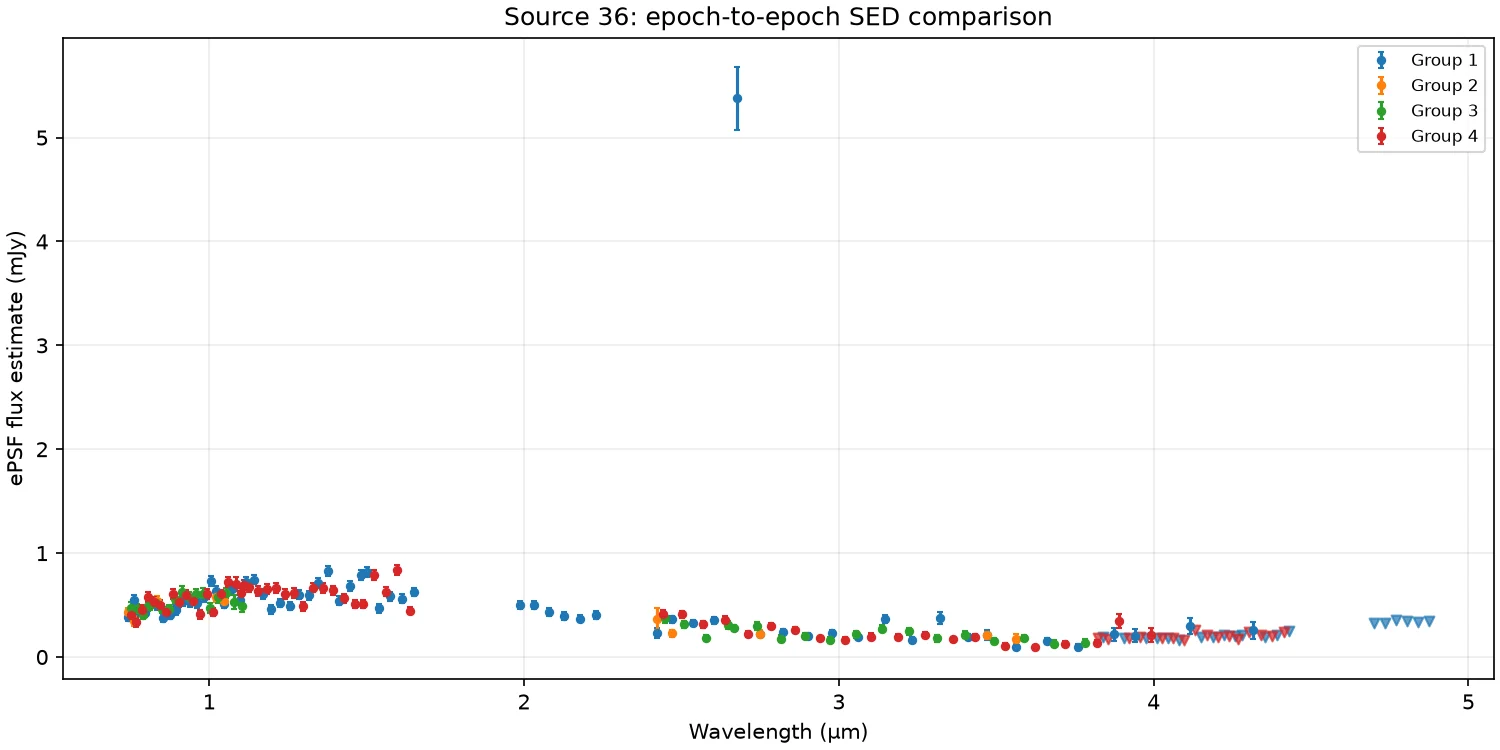 Source 36: epoch-to-epoch SED comparison
Group 1
Group 2
Group 3
Group 4
ePSF flux estimate (mJy)
5
4
3
2
1
0
1 2 3 4 5
Wavelength (μm)